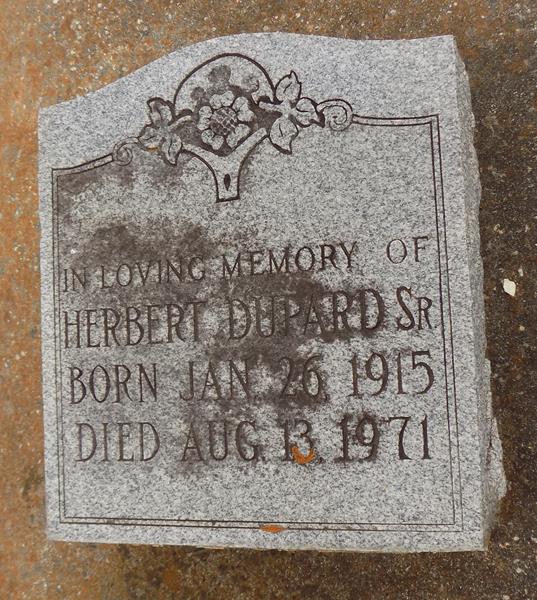 IN LOVING MEMORY OF
HERBERT DUPARD SR.
BORN JAN. 26, 1915
DIED AUG. 13, 1971